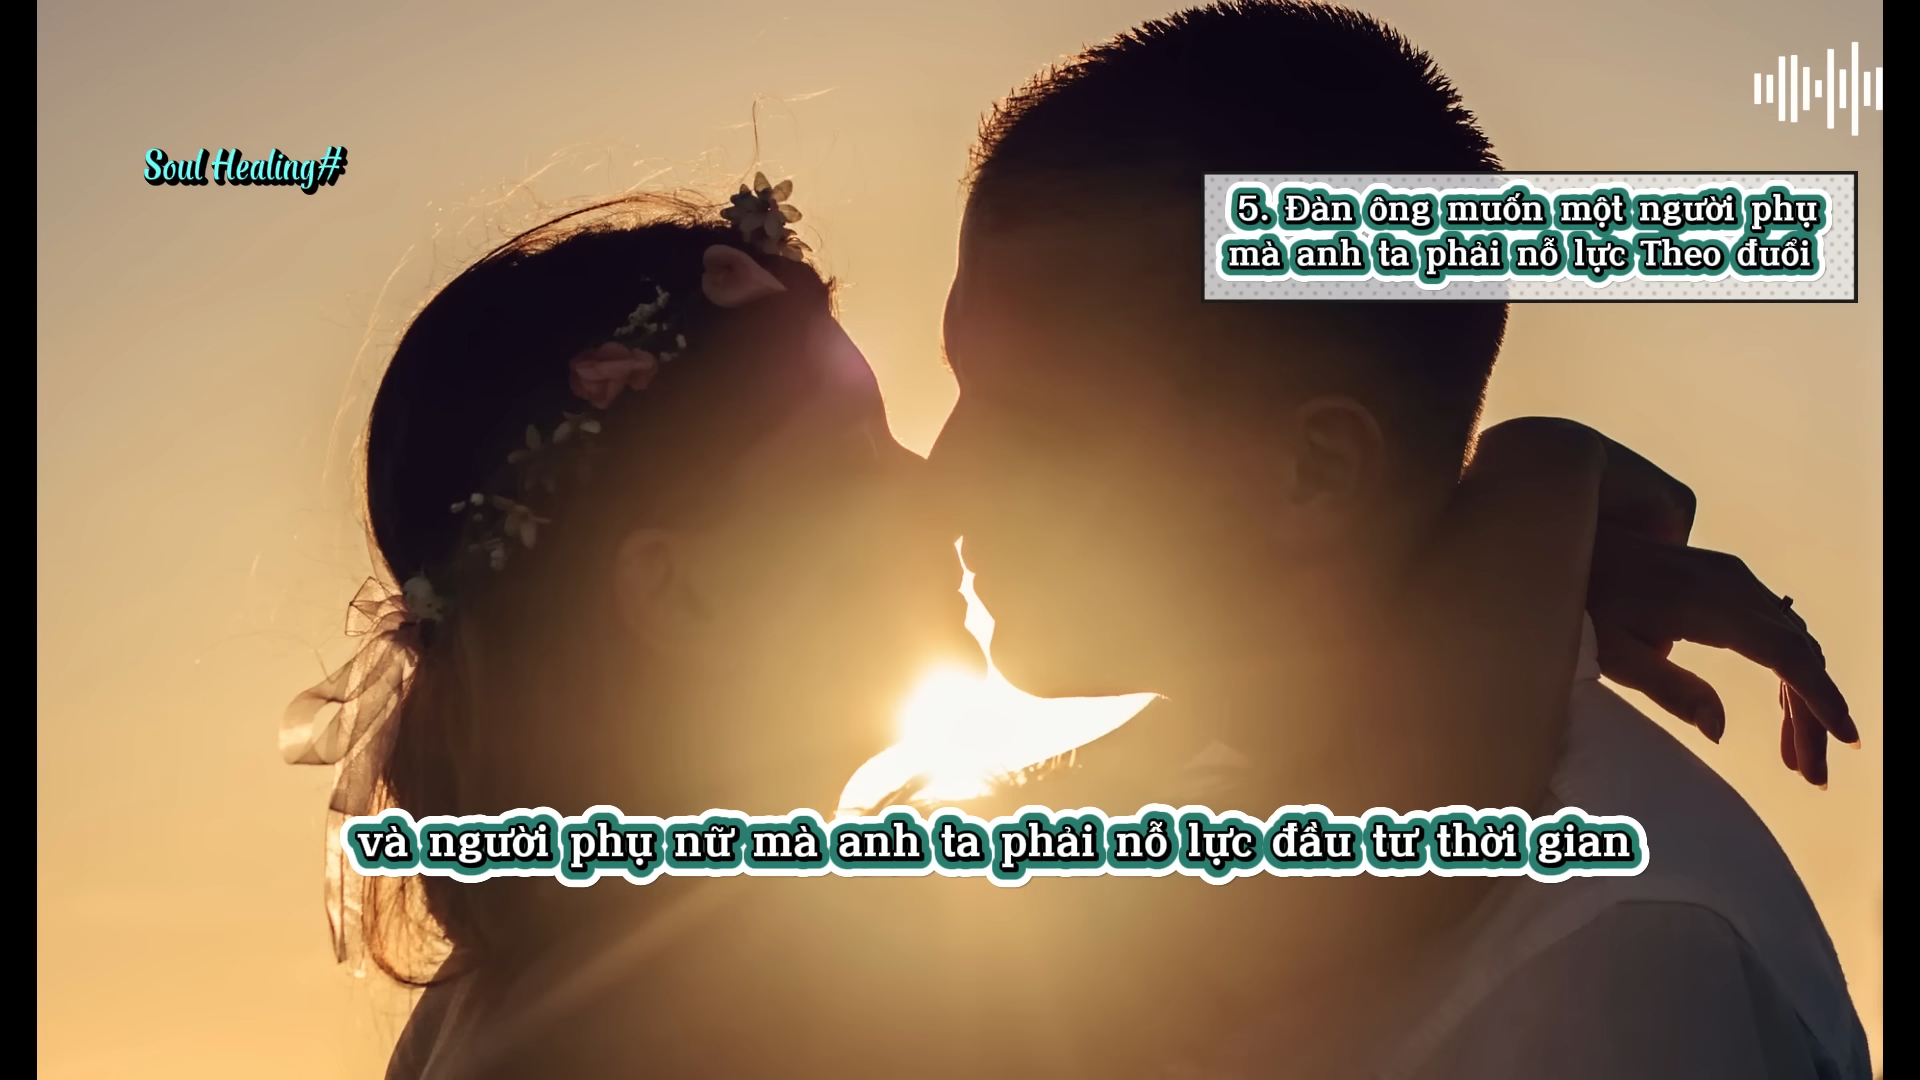 Soul Healing#
5. Đàn ông muốn một người phụ
mà anh ta phải nỗ lực Theo đuổi
và người phụ nữ mà anh ta phải nỗ lực đầu tư thời gian